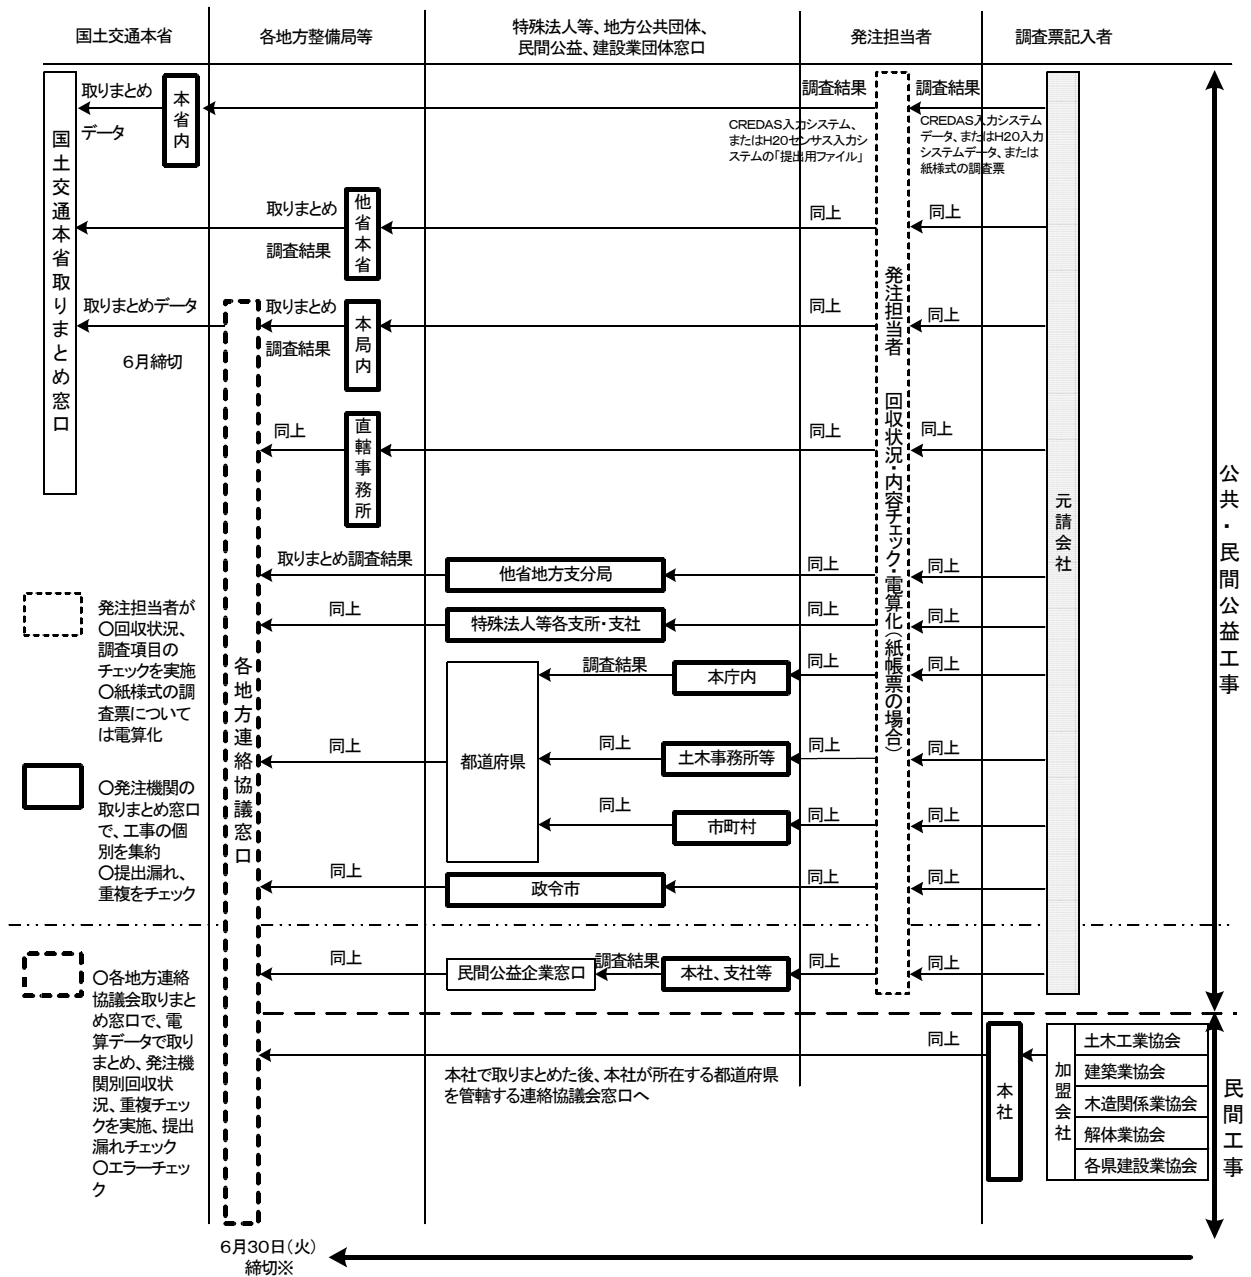 国土交通本省
各地方整備局等
特殊法人等、地方公共団体、
民間公益、建設業団体窓口
発注担当者
調査票記入者
国土交通本省取りまとめ窓口
取りまとめ
データ
本省内
調査結果
調査結果
CREDAS入力システム、
またはH20センサス入力シ
ステムの「提出用ファイル」
CREDAS入力システム
データ、またはH20入力
システムデータ、または
紙様式の調査票
取りまとめ
調査結果
他省本省
同上
同上
取りまとめデータ
6月締切
取りまとめ
調査結果
本局内
同上
同上
同上
直轄事務所
同上
同上
発注担当者 回収状況・内容チェック・電算化(紙帳票の場合)
元請会社
公共・民間公益工事
取りまとめ調査結果
他省地方支分局
同上
同上
同上
特殊法人等各支所・支社
同上
同上
各地方連絡協議窓口
都道府県
調査結果
本庁内
同上
同上
同上
同上
土木事務所等
同上
同上
同上
市町村
同上
同上
同上
政令市
同上
同上
発注担当者が
○回収状況、
調査項目の
チェックを実施
○紙様式の調
査票について
は電算化
○発注機関の
取りまとめ窓口
で、工事の個
別を集約
○提出漏れ、
重複をチェック
○各地方連絡
協議会取りまと
め窓口で、電
算データで取り
まとめ、発注機
関別回収状
況、重複チェッ
クを実施、提出
漏れチェック
○エラーチェッ
ク
同上
民間公益企業窓口
調査結果
本社、支社等
同上
同上
同上
本社で取りまとめた後、本社が所在する都道府県
を管轄する連絡協議会窓口へ
本社
加盟会社
土木工業協会
建築業協会
木造関係業協会
解体業協会
各県建設業協会
民間工事
6月30日(火)
締切※